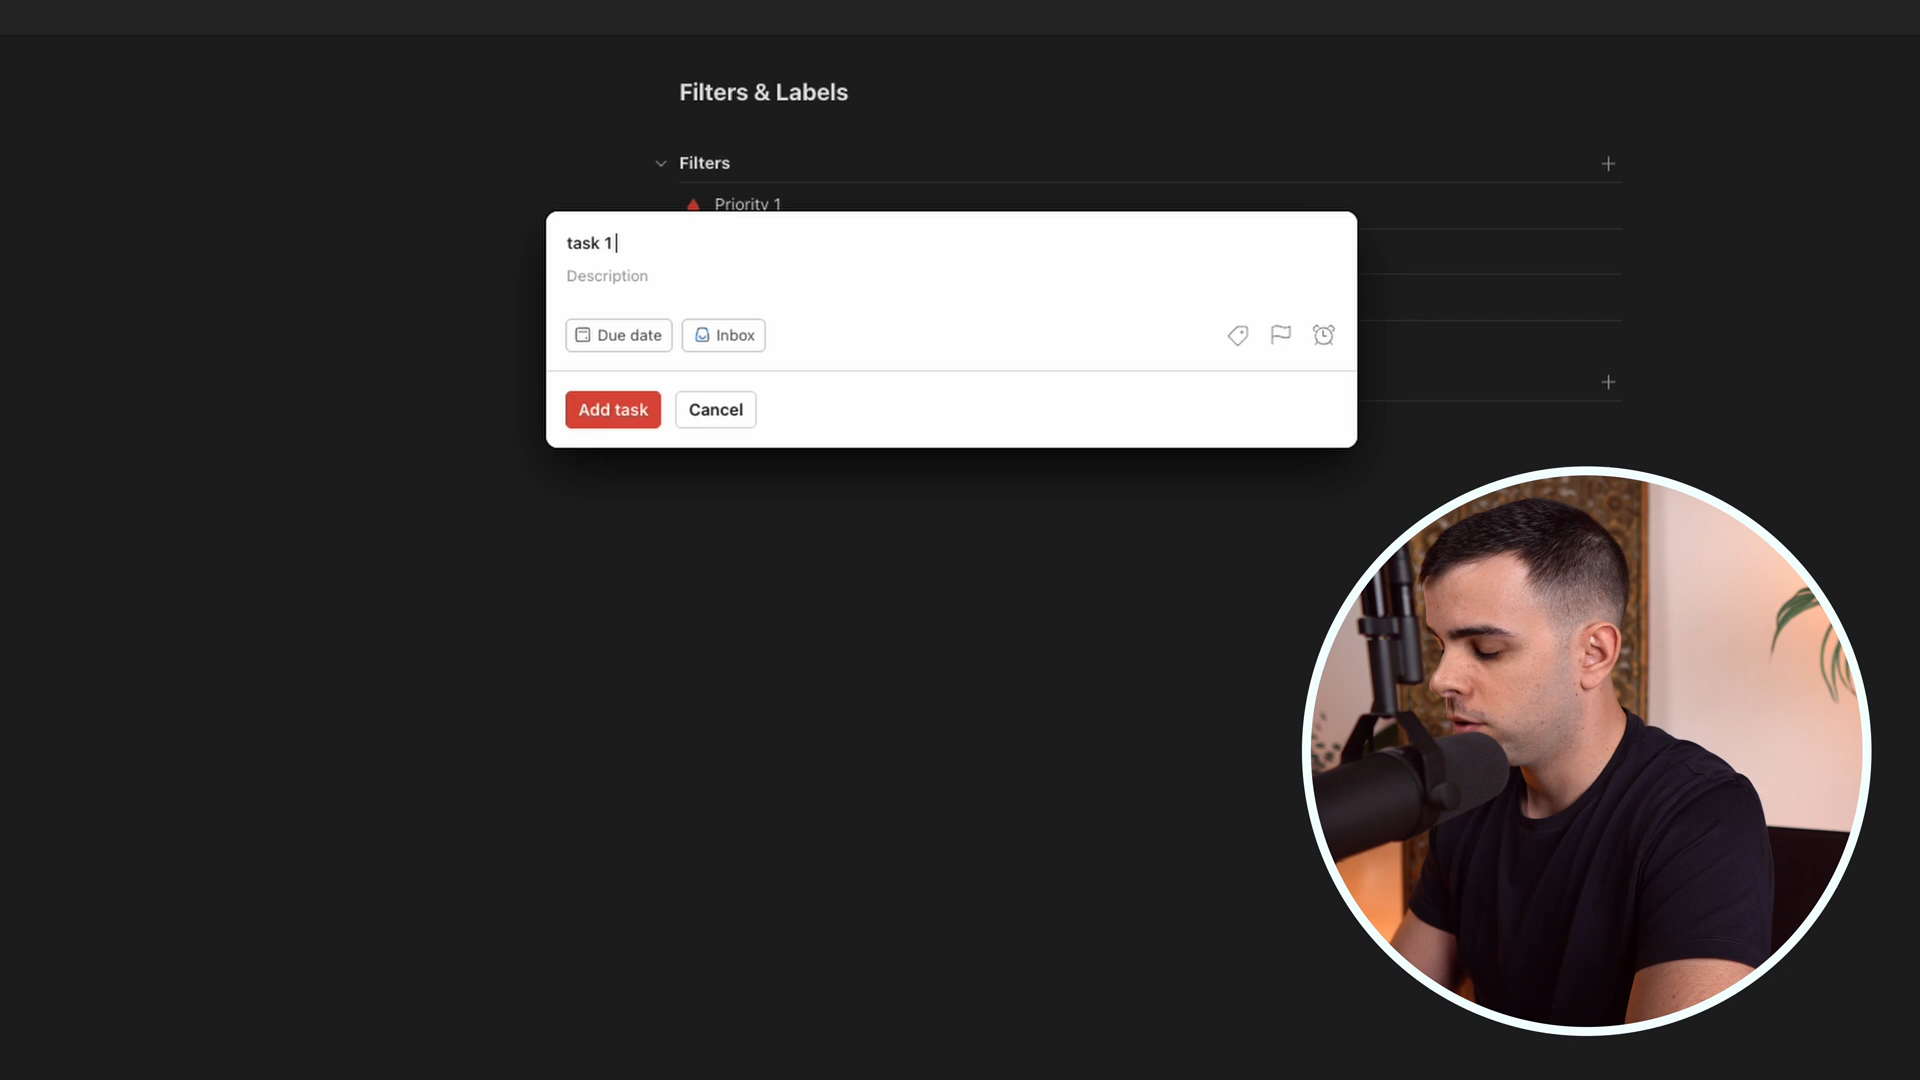 Filters & Labels
Filters
Priority 1
task 1
Description
Due date
Inbox
Add task
Cancel